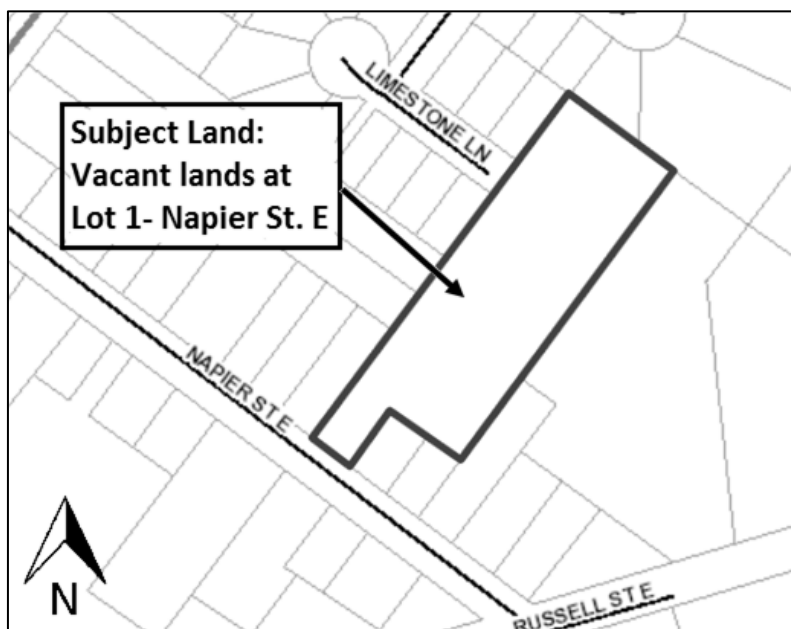 LIMESTONE LN
Subject Land:
Vacant lands at
Lot 1- Napier St. E
NAPIER ST E
N
RUSSELL ST E